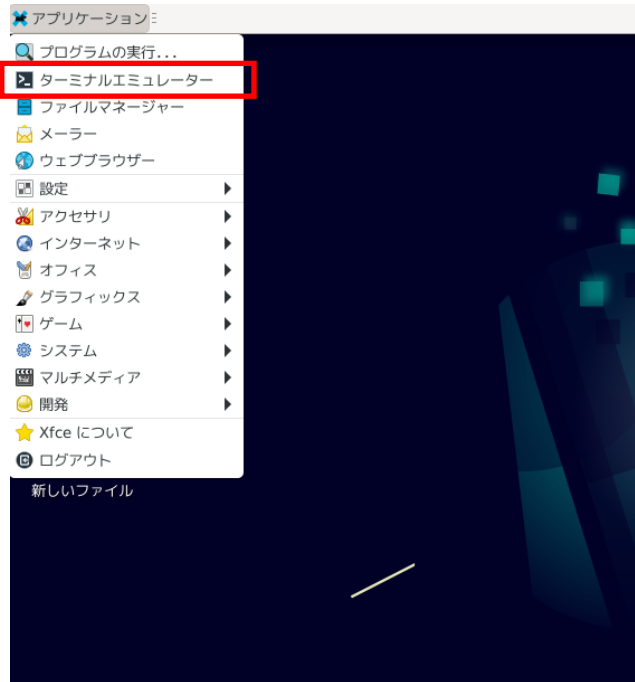 アプリケーション
プログラムの実行...
ターミナルエミュレーター
ファイルマネージャー
メーラー
ウェブブラウザー
設定
アクセサリ
インターネット
オフィス
グラフィックス
ゲーム
システム
マルチメディア
開発
Xfce について
ログアウト
新しいファイル